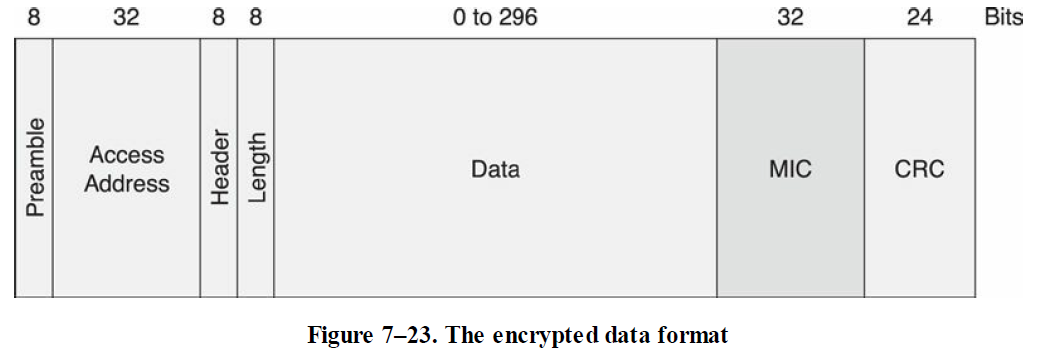 8 32 8 8 0 to 296 32 24 Bits
Preamble
Access
Address
Header
Length
Data
MIC
CRC
Figure 7–23. The encrypted data format